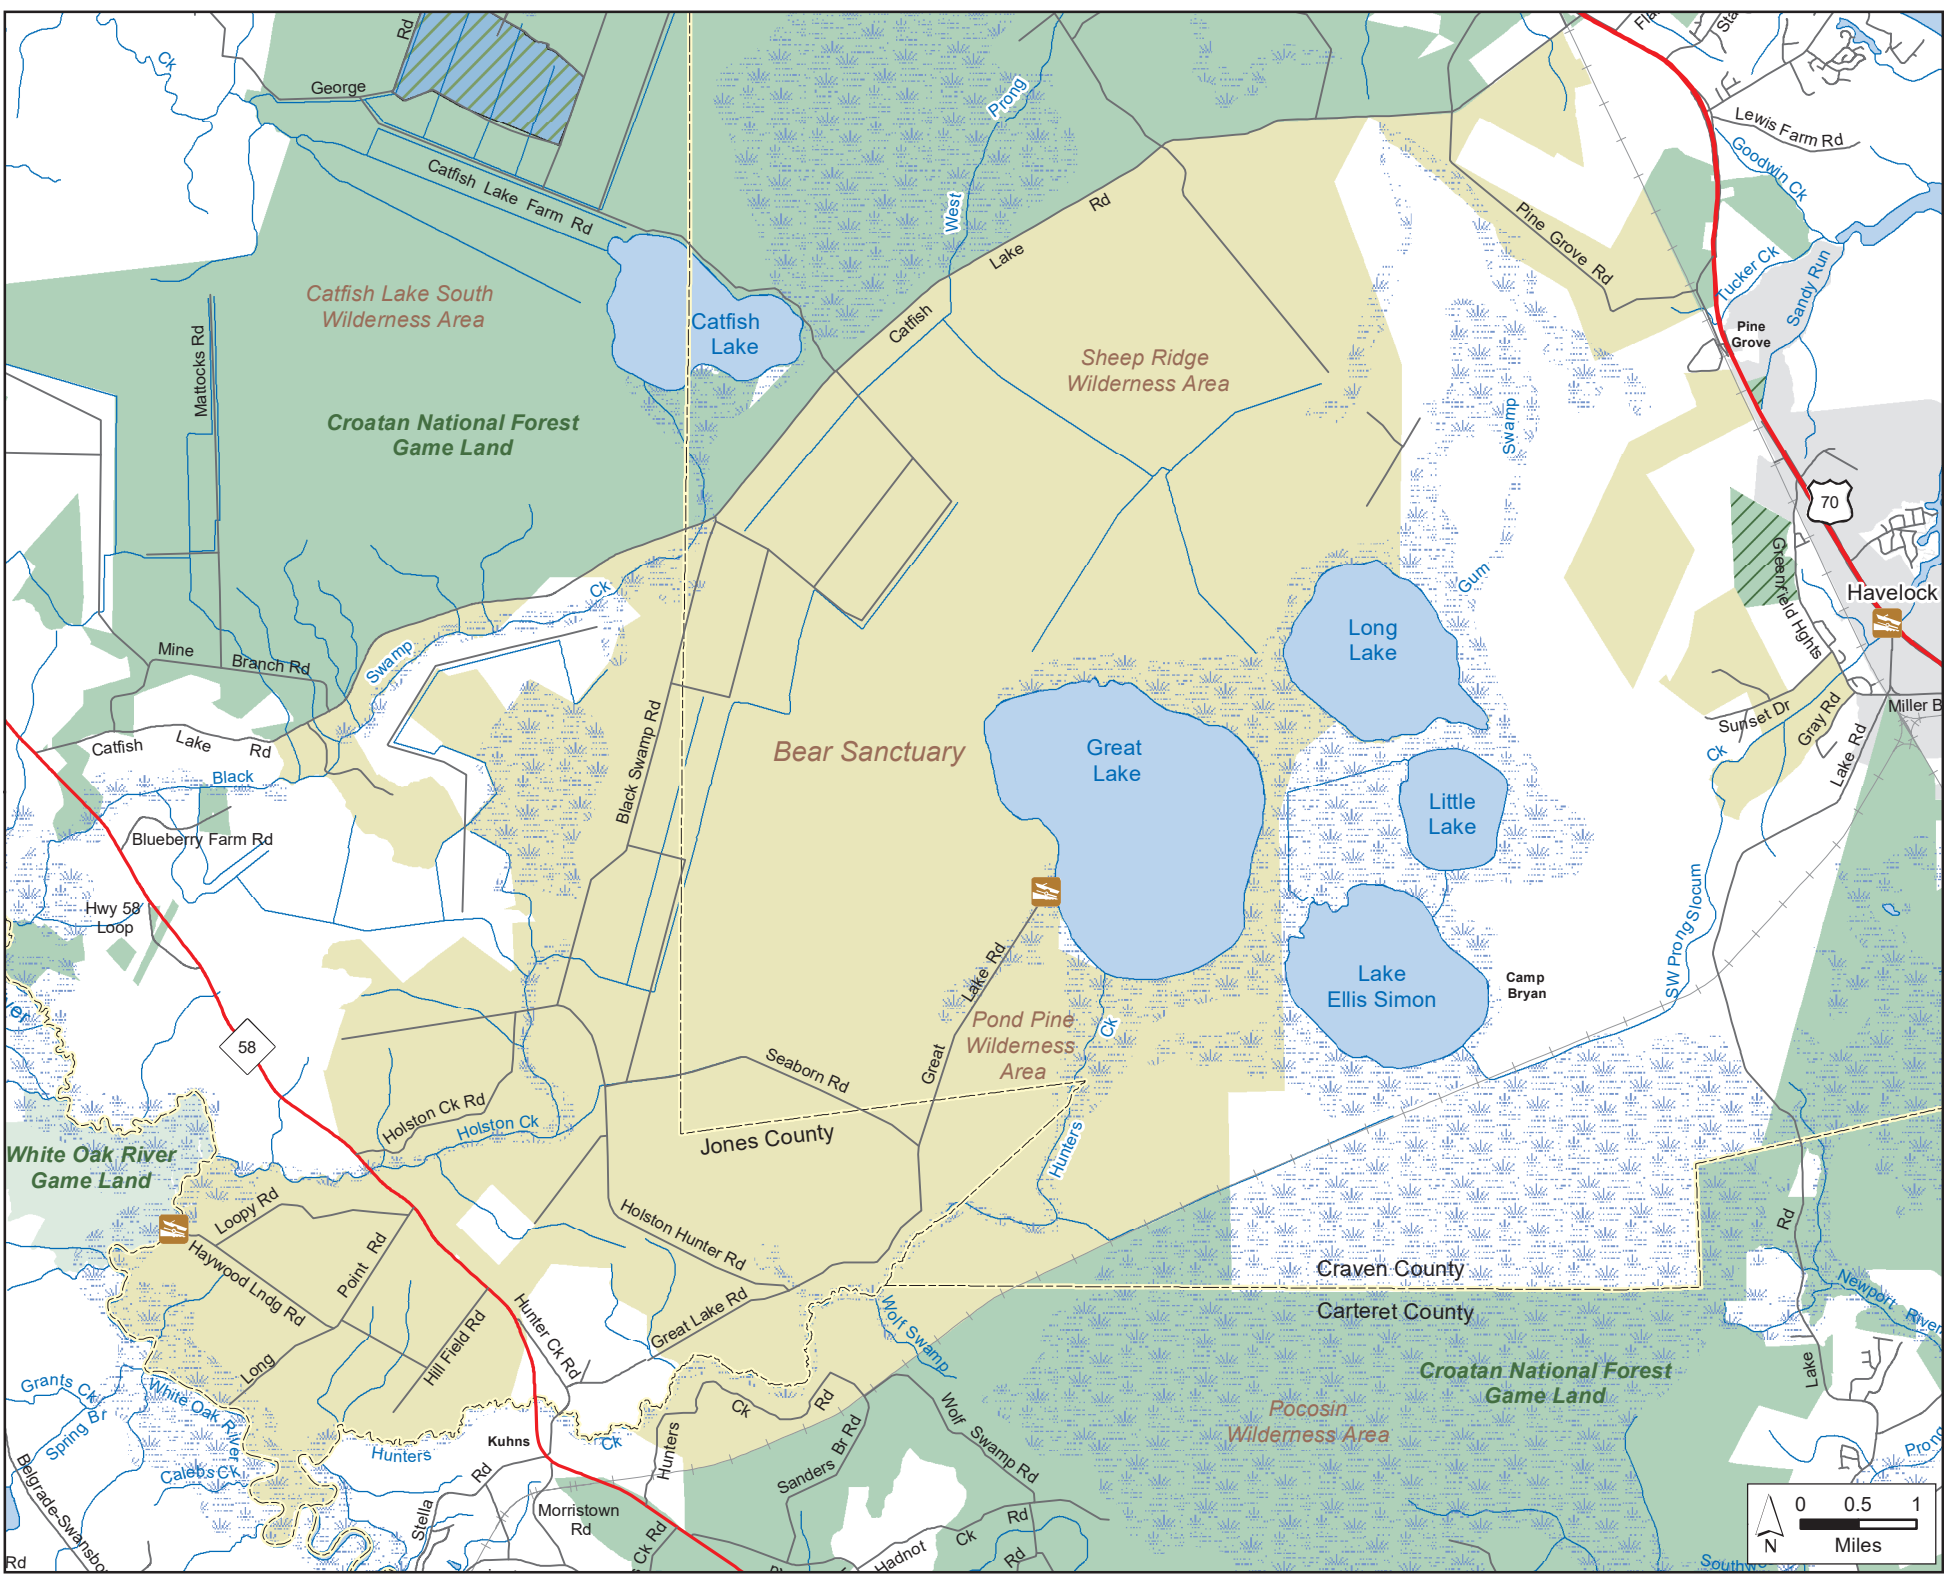 Rd
Ck
George
Prong
West
Catfish Lake Farm Rd
Lewis Farm Rd
Goodwin Ck
Rd
Lake
Catfish
Pine Grove Rd
Tucker Ck
Sandy Run
Pine
Grove
Catfish Lake South
Wilderness Area
Catfish
Lake
Mattocks Rd
Sheep Ridge
Wilderness Area
Croatan National Forest
Game Land
Swamp
Gum
70
Greenfield Hghts
Havelock
Ck
Swamp
Mine
Branch Rd
Long
Lake
Catfish
Lake
Rd
Black
Black Swamp Rd
Bear Sanctuary
Great
Lake
Little
Lake
Sunset Dr
Gray Rd
Miller B
Ck
Lake Rd
Blueberry Farm Rd
Hwy 58
Loop
SW Prong Slocum
Lake Rd
Great
Lake
Ellis Simon
Camp
Bryan
Pond Pine
Wilderness
Area
Ck
Hunters
58
Seaborn Rd
Holston Ck Rd
Holston Ck
Jones County
White Oak River
Game Land
Loopy Rd
Haywood Lndg Rd
Point Rd
Holston Hunter Rd
Rd
Craven County
Carteret County
Newport River
Hunter Ck Rd
Great Lake Rd
Wolf Swamp
Hill Field Rd
Long
Lake
Croatan National Forest
Game Land
Pocosin
Wilderness Area
Grants Ck
Spring Br
White Oak River
Calebs Ck
Hunters
Ck
Kuhns
Hunters
Ck
Rd
Sanders Br Rd
Wolf Swamp Rd
Prong
Belgrade-Swansboro
Rd
Stella
Rd
Morristown
Rd
Ck Rd
Hadnot
Ck
Rd
Rd
0 0.5 1
Miles
N